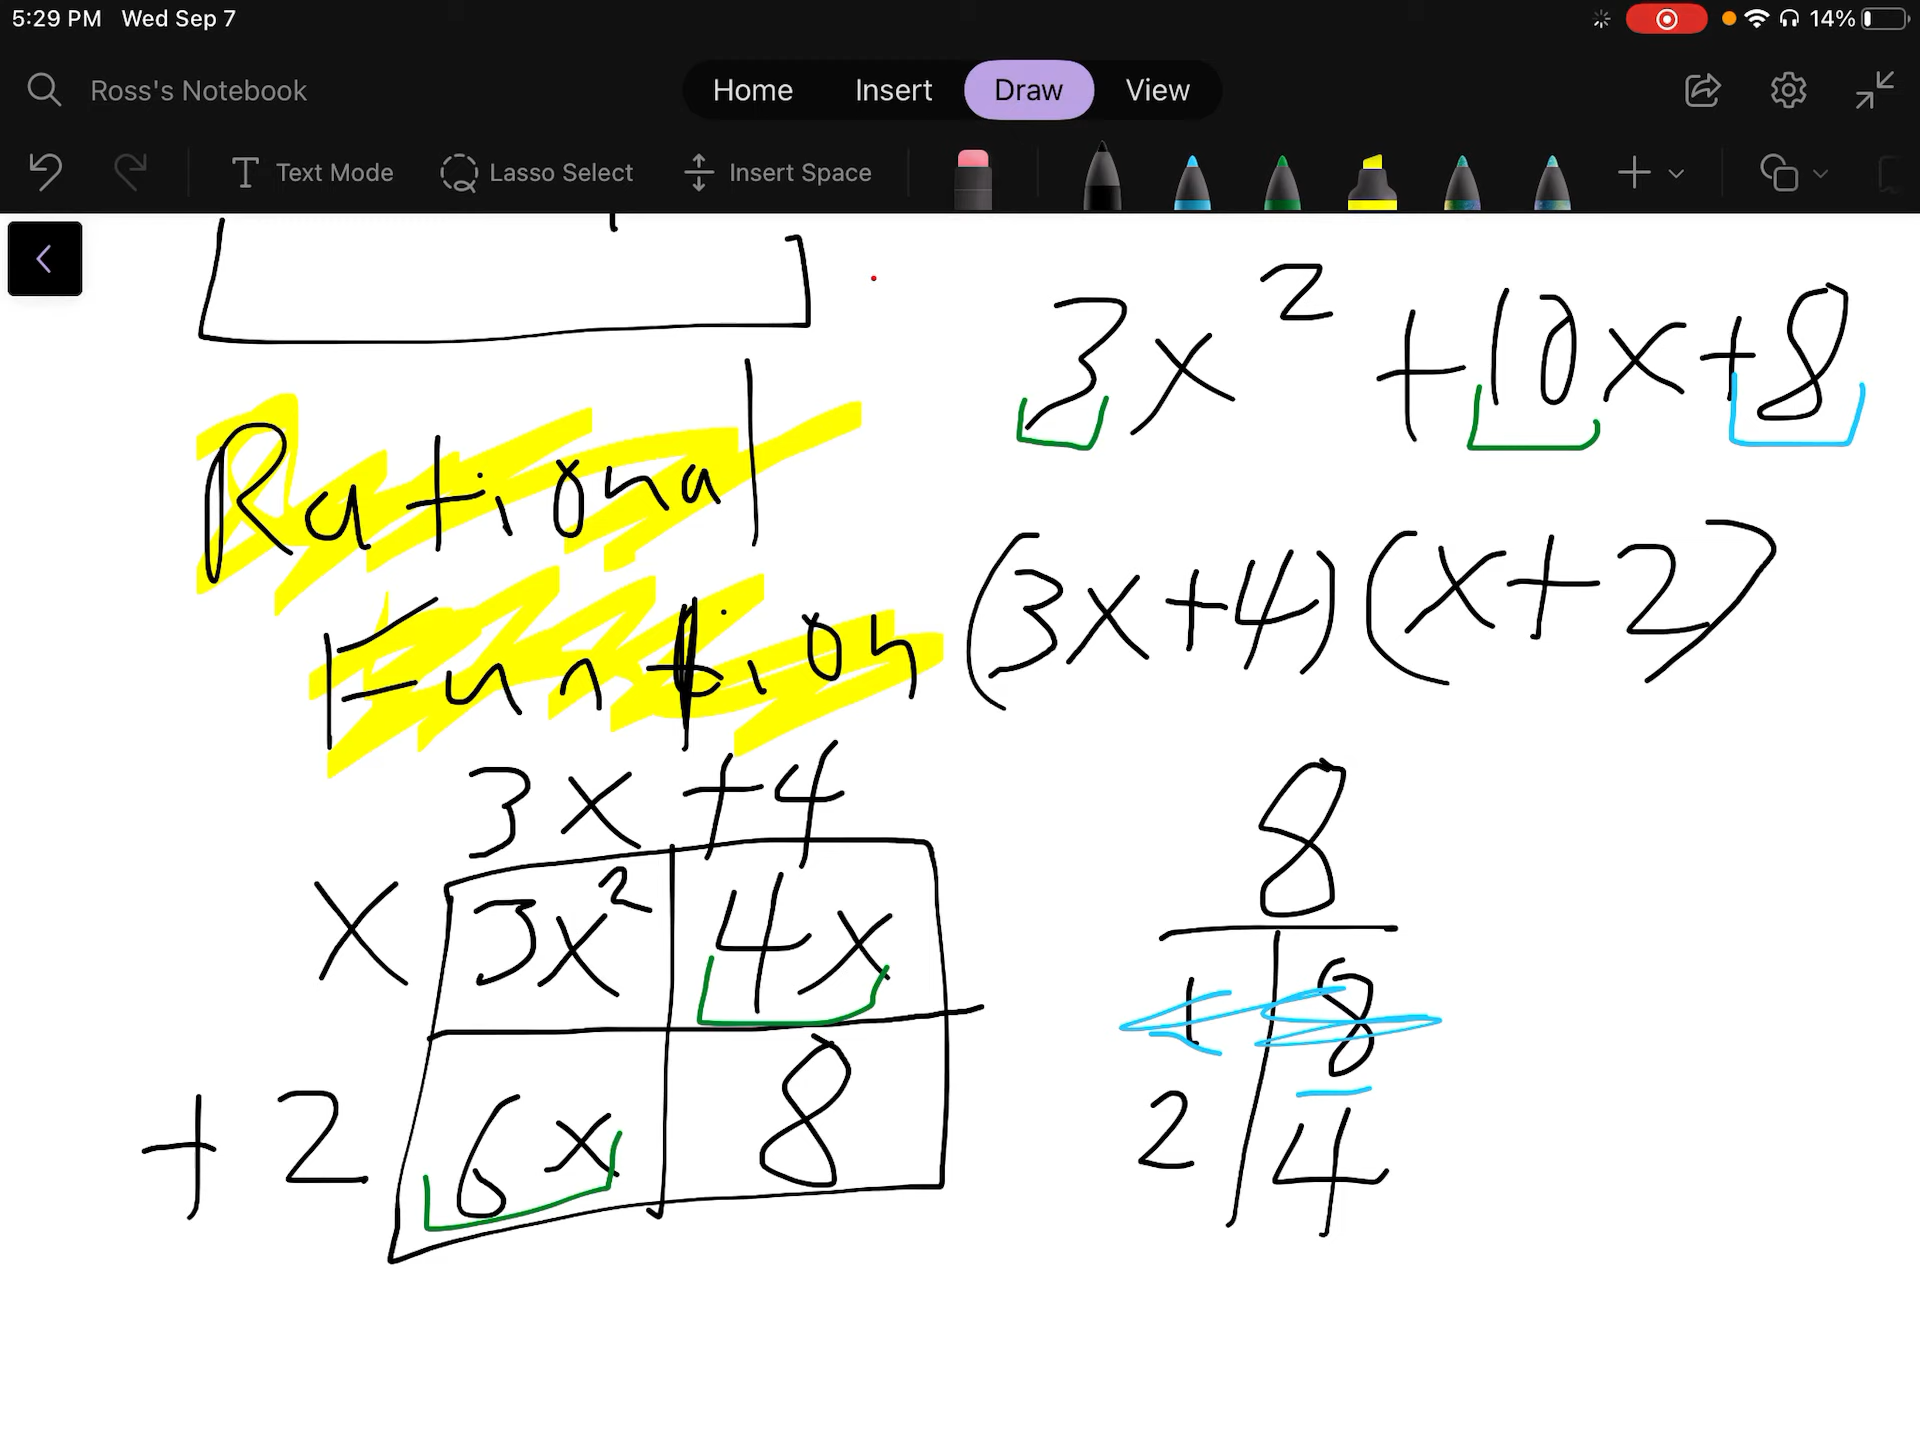 5:29 PM Wed Sep 7 14%
Ross's Notebook Home Insert Draw View
Text Mode Lasso Select Insert Space
3x² + 10x + 8
Rational
Funtion
(3x+4)(x+2)
3x +4
x 3x² 4x
+ 2 6x 8
8
1 8
2 4